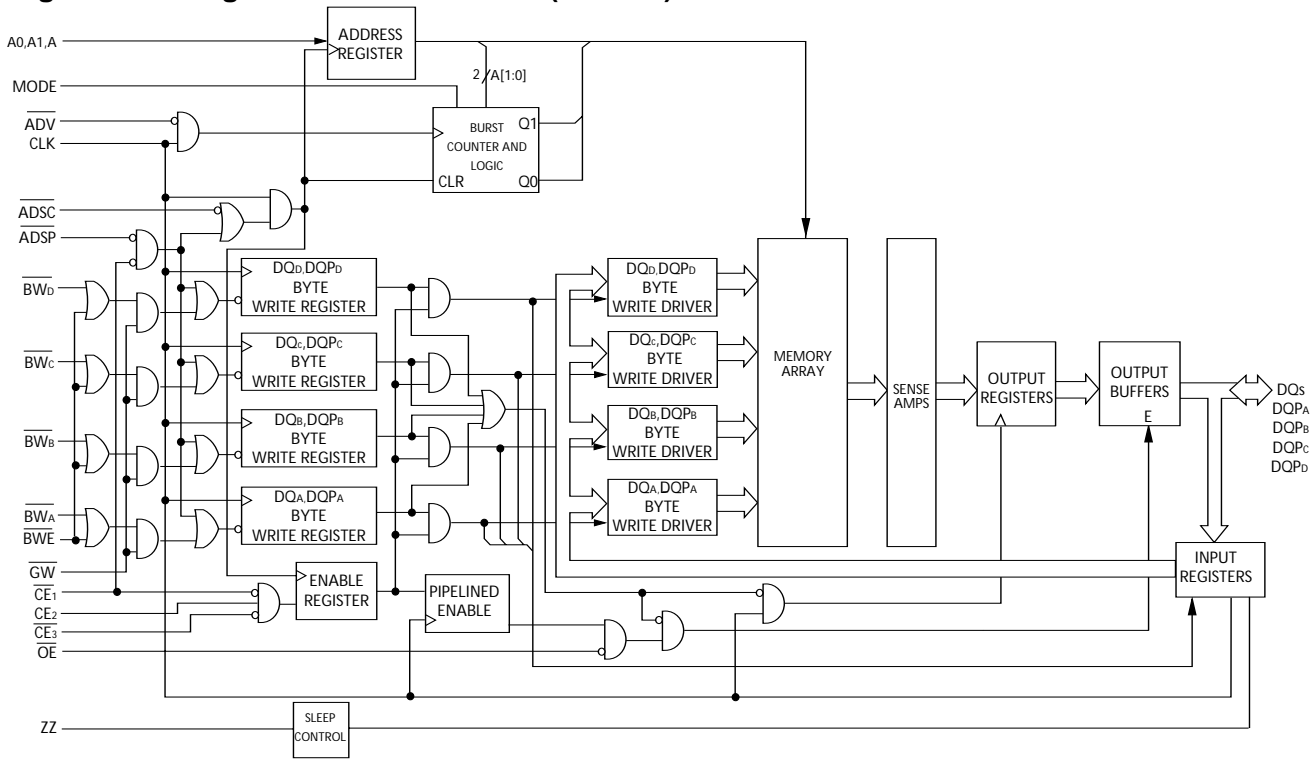 A0,A1,A
MODE
ADV
CLK
ADSC
ADSP
BWD
BWC
BWB
BWA
BWE
GW
CE1
CE2
CE3
OE
ZZ
ADDRESS
REGISTER
2
A[1:0]
BURST
COUNTER AND
LOGIC
CLR
Q1
Q0
DQD,DQPD
BYTE
WRITE REGISTER
DQC,DQPC
BYTE
WRITE REGISTER
DQB,DQPB
BYTE
WRITE REGISTER
DQA,DQPA
BYTE
WRITE REGISTER
ENABLE
REGISTER
PIPELINED
ENABLE
SLEEP
CONTROL
DQD,DQPD
BYTE
WRITE DRIVER
DQC,DQPC
BYTE
WRITE DRIVER
DQB,DQPB
BYTE
WRITE DRIVER
DQA,DQPA
BYTE
WRITE DRIVER
MEMORY
ARRAY
SENSE
AMPS
OUTPUT
REGISTERS
OUTPUT
BUFFERS
E
INPUT
REGISTERS
DQs
DQPA
DQPB
DQPC
DQPD